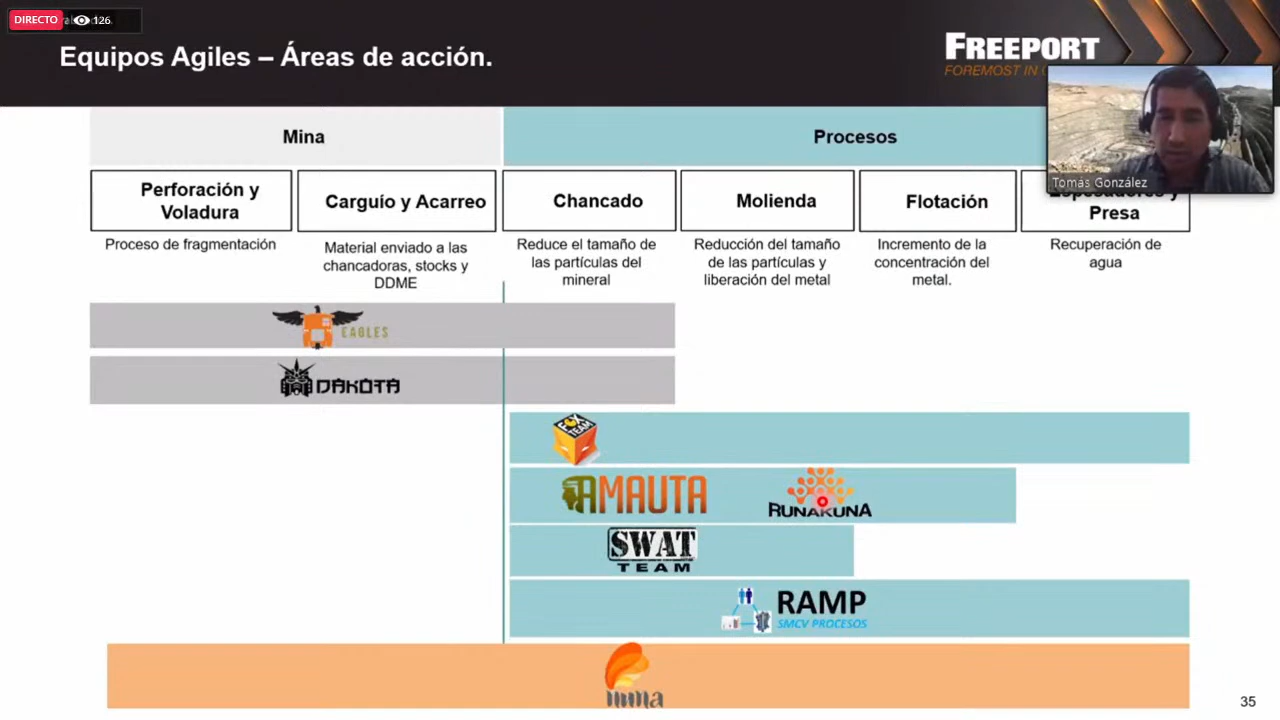 DIRECTO 126
Equipos Agiles – Áreas de acción.
FREEPORT
FOREMOST IN
Tomás González
Mina
Procesos
Perforación y
Voladura
Carguío y Acarreo
Chancado
Molienda
Flotación
Espesadores y
Presa
Proceso de fragmentación
Material enviado a las
chancadoras, stocks y
DDME
Reduce el tamaño de
las partículas del
mineral
Reducción del tamaño
de las partículas y
liberación del metal
Incremento de la
concentración del
metal.
Recuperación de
agua
EAGLES
DAKOTA
FOX
TEAM
AMAUTA
RUNAKUNA
SWAT
TEAM
RAMP
SMCV PROCESOS
35